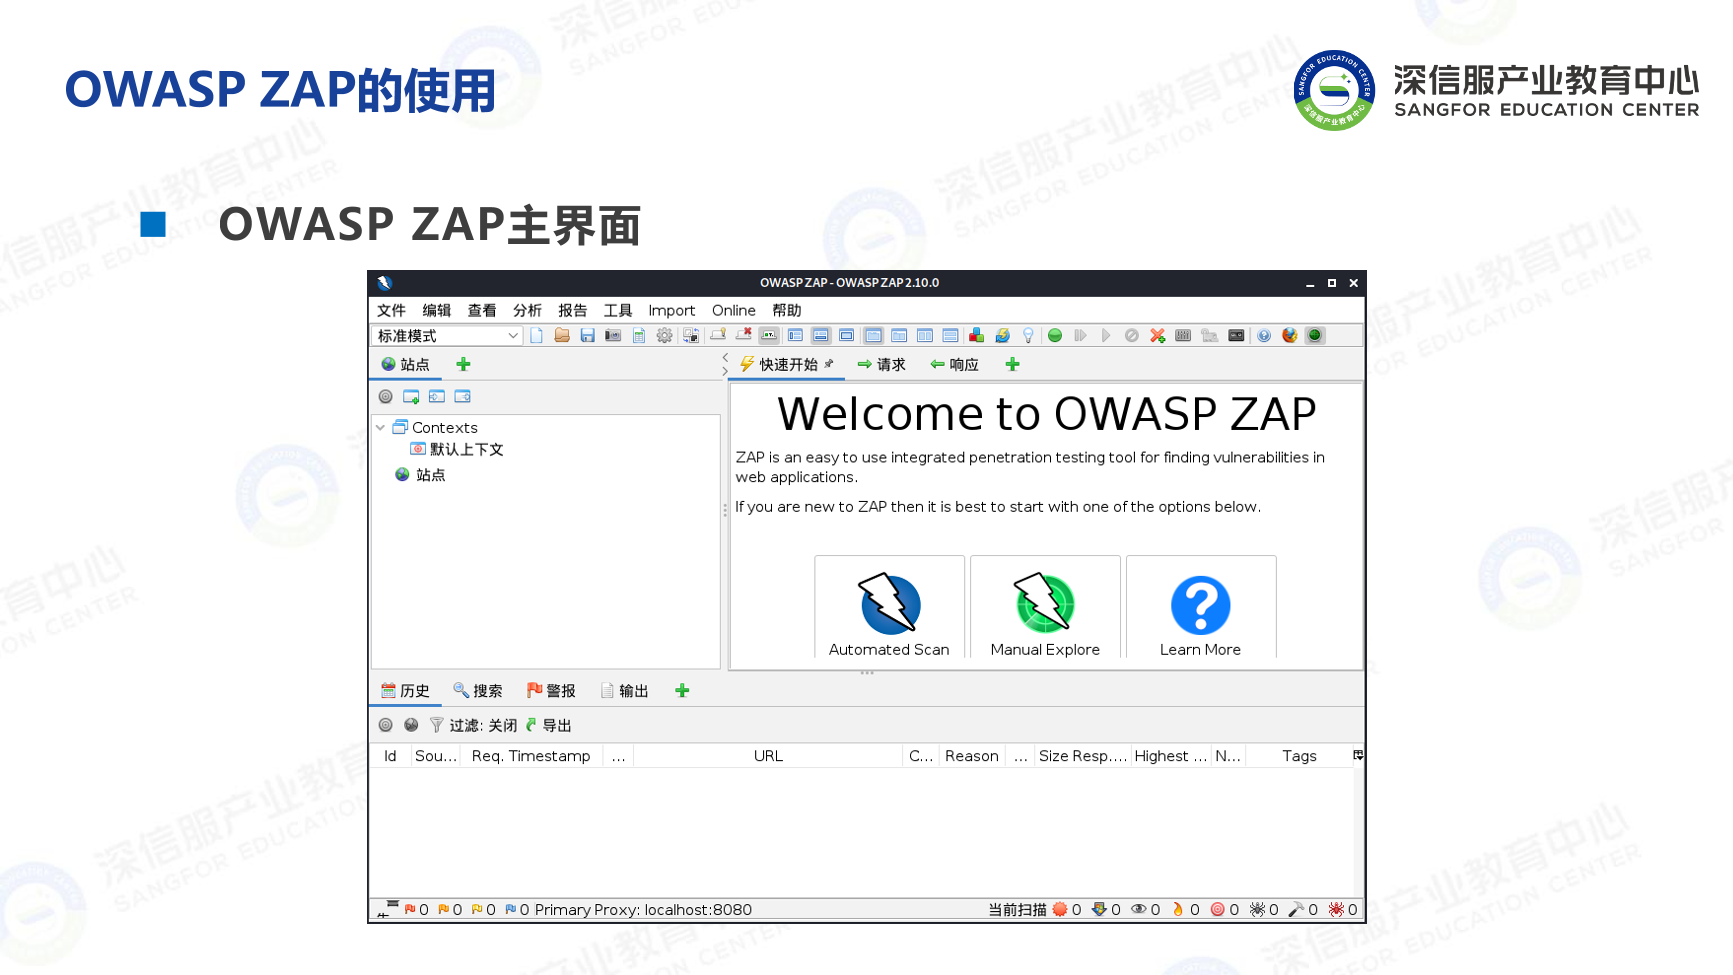 OWASP ZAP的使用
深信服产业教育中心
SANGFOR EDUCATION CENTER
OWASP ZAP主界面
OWASP ZAP - OWASP ZAP 2.10.0
文件 编辑 查看 分析 报告 工具 Import Online 帮助
标准模式
站点
快速开始 请求 响应
Welcome to OWASP ZAP
Contexts
默认上下文
站点
ZAP is an easy to use integrated penetration testing tool for finding vulnerabilities in
web applications.
If you are new to ZAP then it is best to start with one of the options below.
Automated Scan Manual Explore Learn More
历史 搜索 警报 输出
过滤: 关闭 导出
Id Sou... Req. Timestamp ... URL C... Reason ... Size Resp.... Highest ... N... Tags
0 0 0 0 Primary Proxy: localhost:8080 当前扫描 0 0 0 0 0 0 0 0